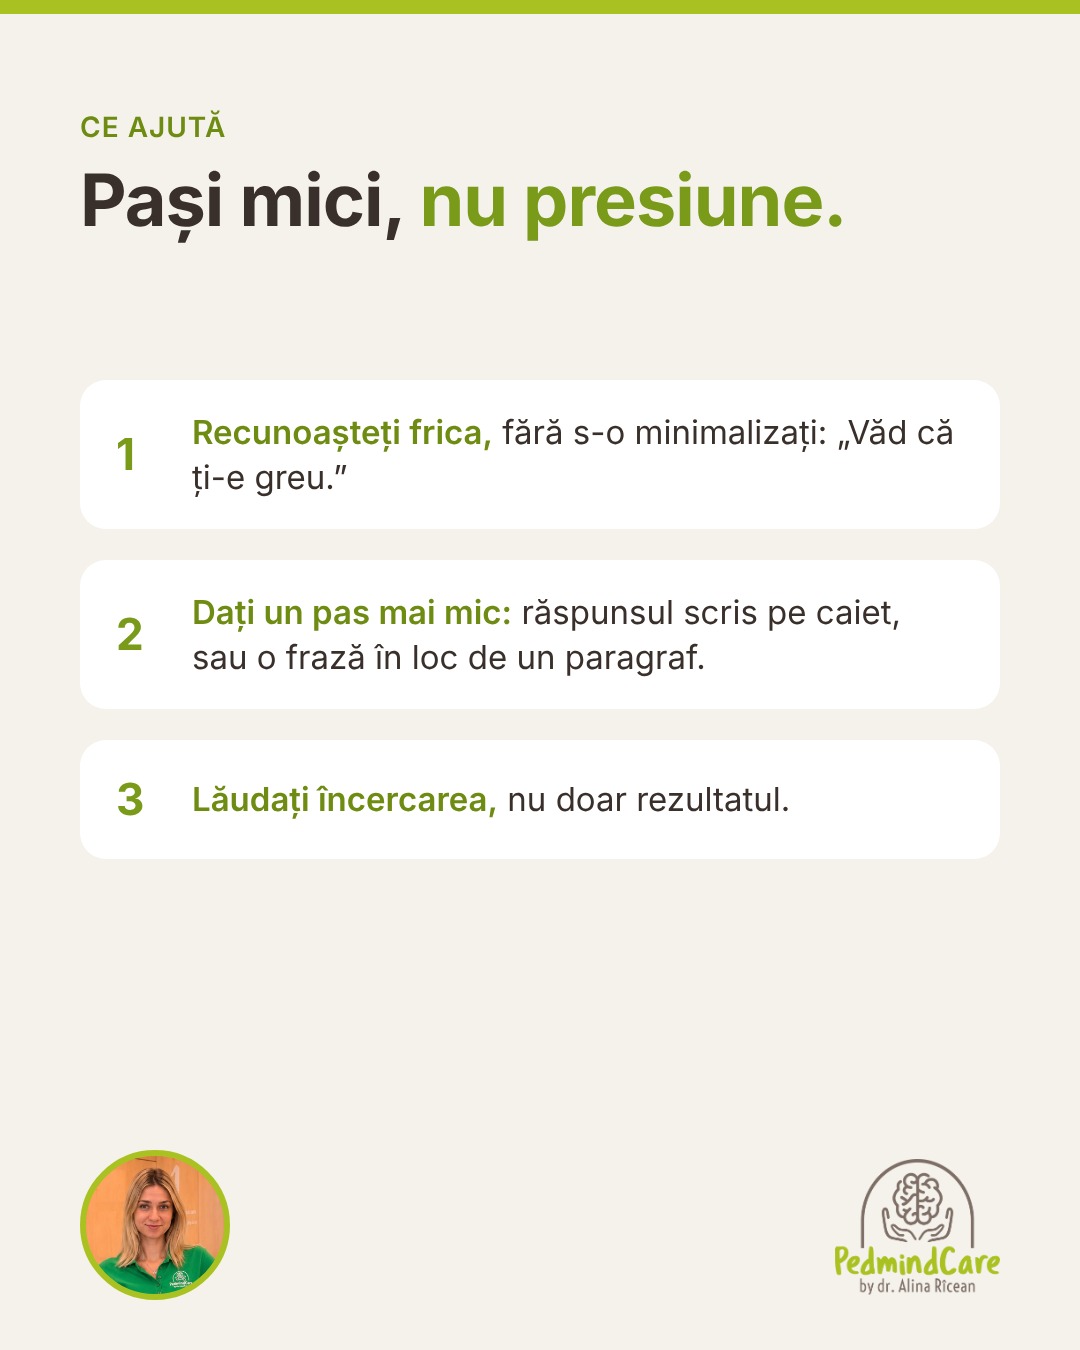 CE AJUTĂ
Pași mici, nu presiune.
1
Recunoașteți frica, fără s-o minimalizați: „Văd că
ți-e greu.”
2
Dați un pas mai mic: răspunsul scris pe caiet,
sau o frază în loc de un paragraf.
3
Lăudați încercarea, nu doar rezultatul.
PedmindCare
PedmindCare
by dr. Alina Rîcean